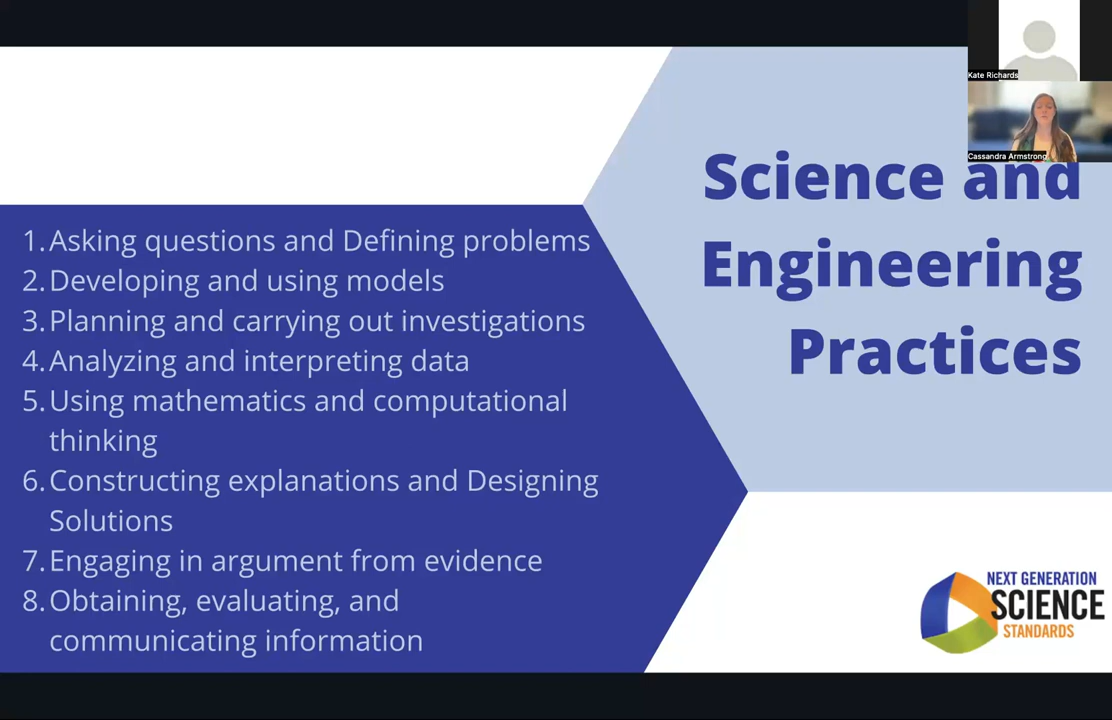 Kate Richards
Cassandra Armstrong
Science and
Engineering
Practices
1. Asking questions and Defining problems
2. Developing and using models
3. Planning and carrying out investigations
4. Analyzing and interpreting data
5. Using mathematics and computational
thinking
6. Constructing explanations and Designing
Solutions
7. Engaging in argument from evidence
8. Obtaining, evaluating, and
communicating information
NEXT GENERATION
SCIENCE
STANDARDS